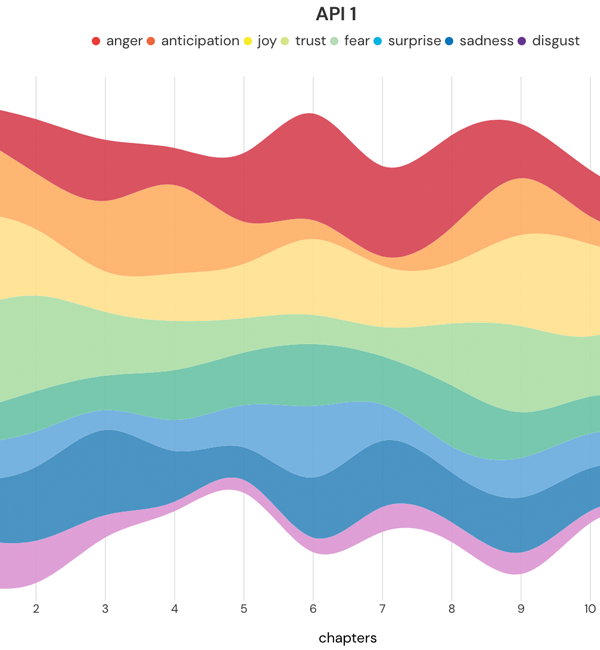 API 1
anger anticipation joy trust fear surprise sadness disgust
2 3 4 5 6 7 8 9 10
chapters